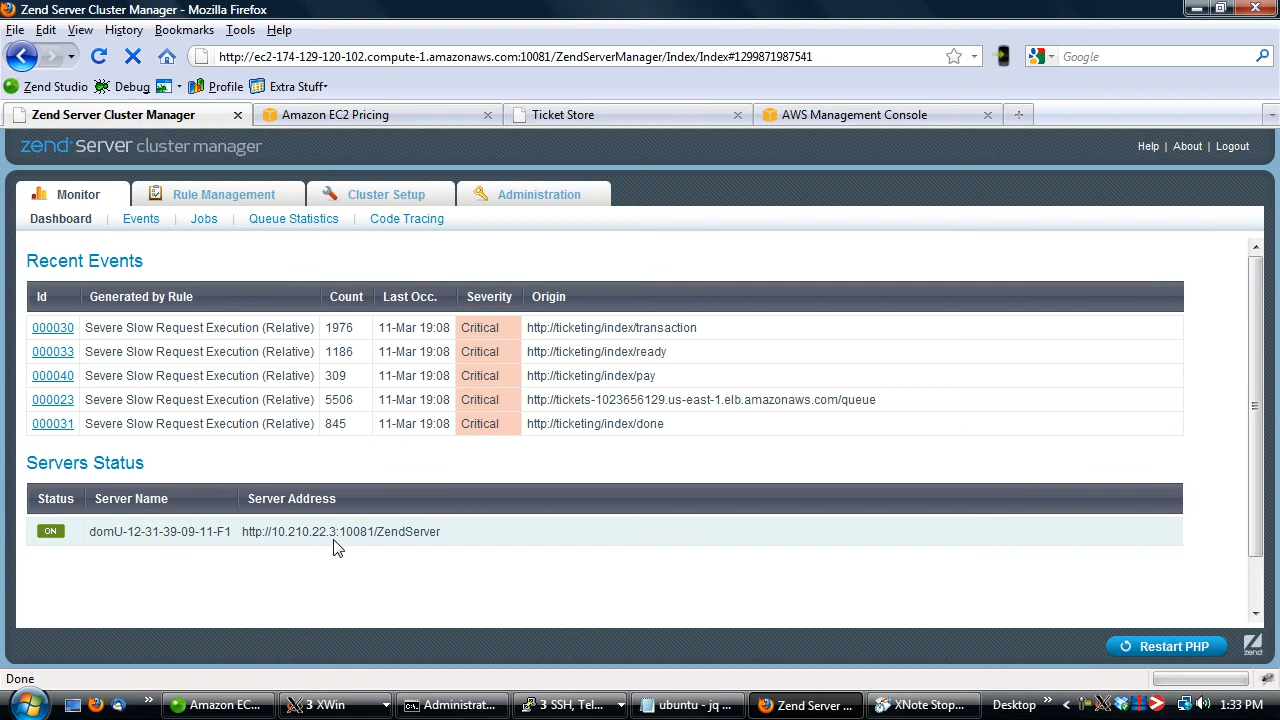 Zend Server Cluster Manager - Mozilla Firefox
File Edit View History Bookmarks Tools Help
http://ec2-174-129-120-102.compute-1.amazonaws.com:10081/ZendServerManager/Index/Index#1299871987541
Google
Zend Studio Debug Profile Extra Stuff
Zend Server Cluster Manager Amazon EC2 Pricing Ticket Store AWS Management Console
zend server cluster manager
Help | About | Logout
Monitor Rule Management Cluster Setup Administration
Dashboard | Events | Jobs | Queue Statistics | Code Tracing
Recent Events
Id Generated by Rule Count Last Occ. Severity Origin
000030 Severe Slow Request Execution (Relative) 1976 11-Mar 19:08 Critical http://ticketing/index/transaction
000033 Severe Slow Request Execution (Relative) 1186 11-Mar 19:08 Critical http://ticketing/index/ready
000040 Severe Slow Request Execution (Relative) 309 11-Mar 19:08 Critical http://ticketing/index/pay
000023 Severe Slow Request Execution (Relative) 5506 11-Mar 19:08 Critical http://tickets-1023656129.us-east-1.elb.amazonaws.com/queue
000031 Severe Slow Request Execution (Relative) 845 11-Mar 19:08 Critical http://ticketing/index/done
Servers Status
Status Server Name Server Address
ON domU-12-31-39-09-11-F1 http://10.210.22.3:10081/ZendServer
Restart PHP
zend
Done
Amazon EC... 3 XWin Administrat... 3 SSH, Tel... ubuntu - jq ... Zend Server ... XNote Stop... Desktop 1:33 PM